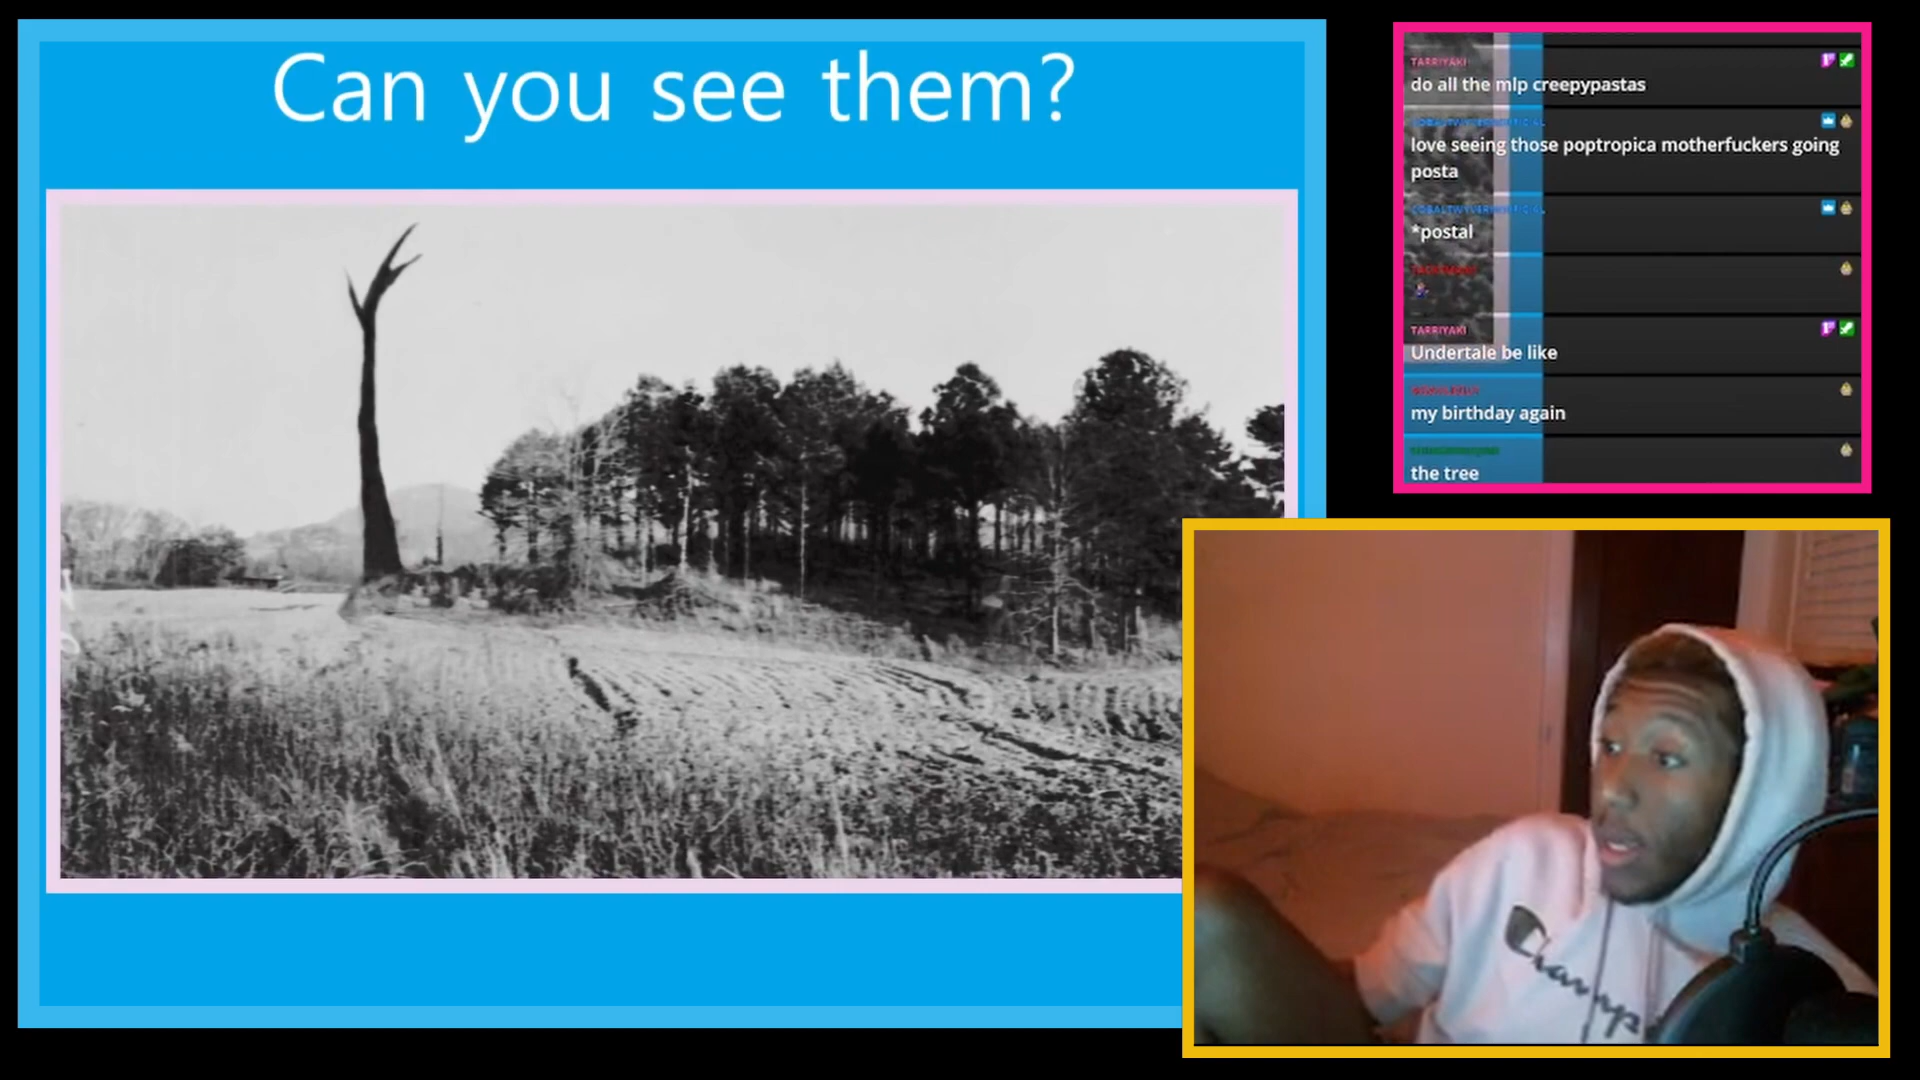 Can you see them?
TARRIYAKI
do all the mlp creepypastas
love seeing those poptropica motherfuckers going
posta
*postal
TARRIYAKI
Undertale be like
my birthday again
the tree
Champ